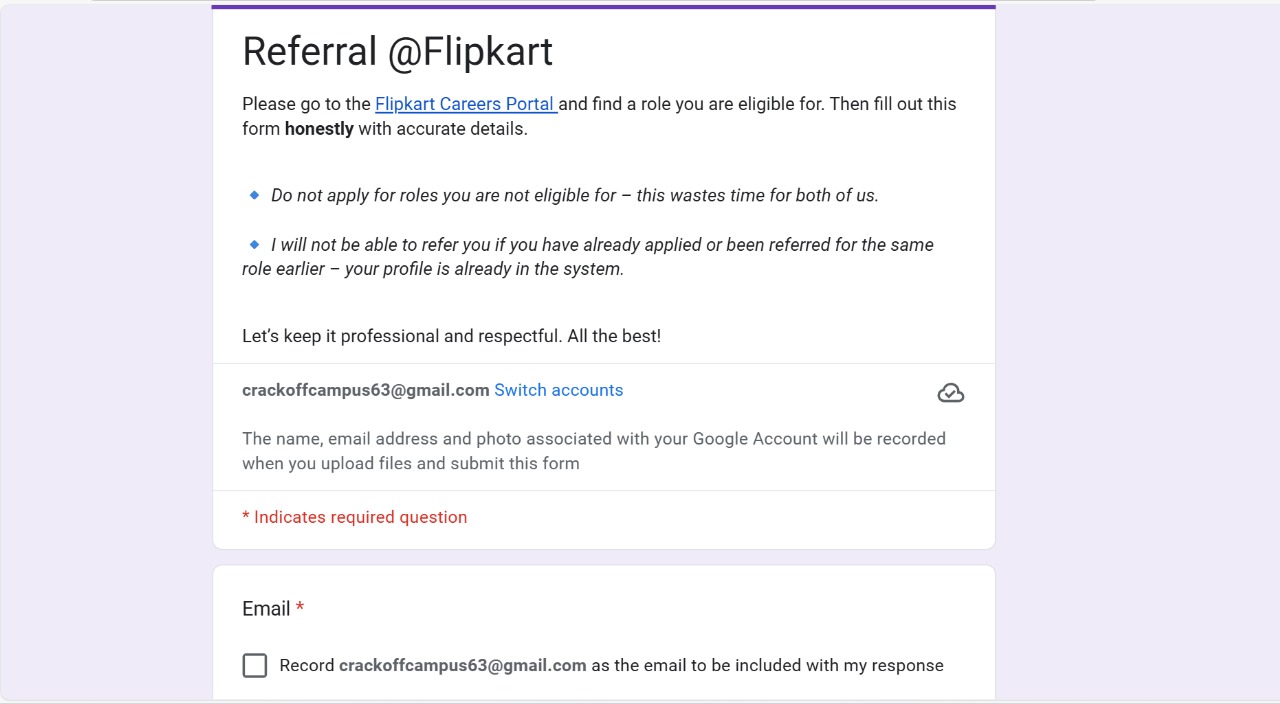 Referral @Flipkart
Please go to the Flipkart Careers Portal and find a role you are eligible for. Then fill out this
form honestly with accurate details.
🔹 Do not apply for roles you are not eligible for – this wastes time for both of us.
🔹 I will not be able to refer you if you have already applied or been referred for the same
role earlier – your profile is already in the system.
Let’s keep it professional and respectful. All the best!
crackoffcampus63@gmail.com Switch accounts
The name, email address and photo associated with your Google Account will be recorded
when you upload files and submit this form
* Indicates required question
Email *
Record crackoffcampus63@gmail.com as the email to be included with my response